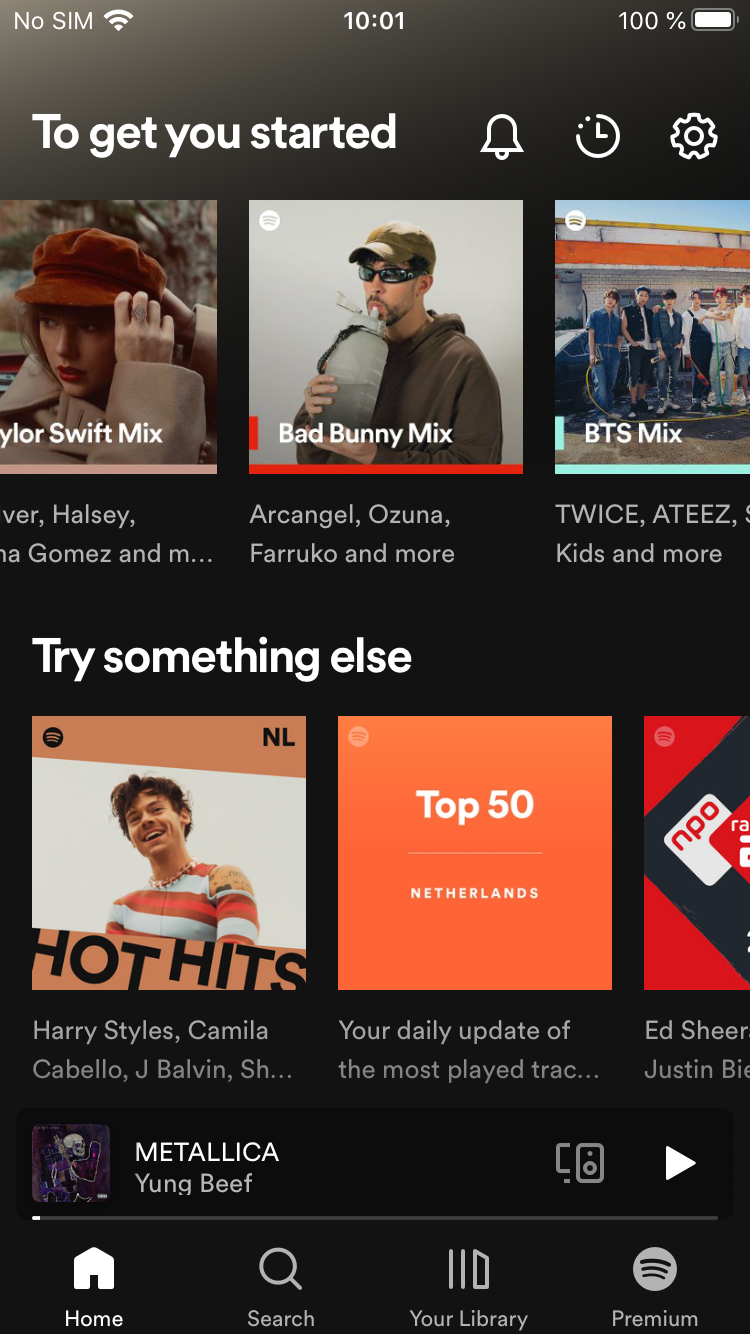 No SIM
10:01
100 %
To get you started
ylor Swift Mix
Bad Bunny Mix
BTS Mix
lver, Halsey,
na Gomez and m...
Arcangel, Ozuna,
Farruko and more
TWICE, ATEEZ, S
Kids and more
Try something else
NL
HOT HITS
Top 50
NETHERLANDS
npo
ra
Harry Styles, Camila
Cabello, J Balvin, Sh...
Your daily update of
the most played trac...
Ed Sheer
Justin Bie
METALLICA
Yung Beef
Home
Search
Your Library
Premium